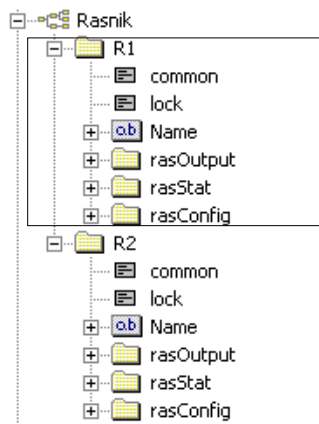 Rasnik
R1
common
lock
ab Name
rasOutput
rasStat
rasConfig
R2
common
lock
ab Name
rasOutput
rasStat
rasConfig